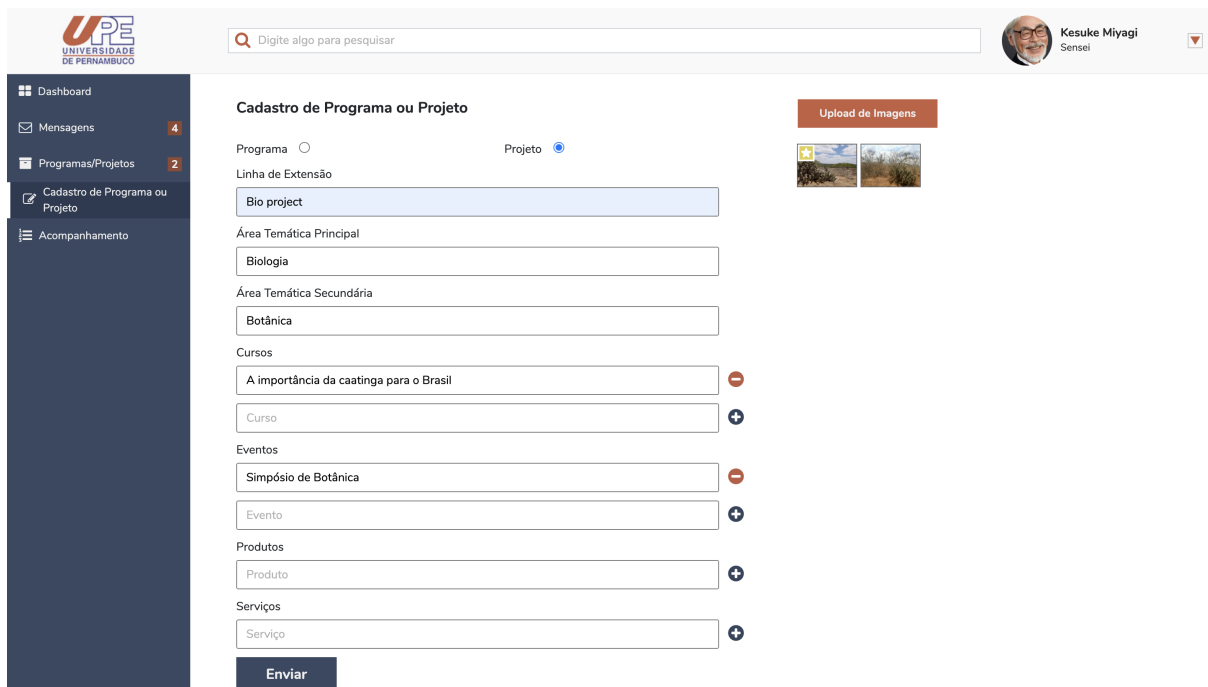 UPE
UNIVERSIDADE
DE PERNAMBUCO
Digite algo para pesquisar
Kesuke Miyagi
Sensei
Dashboard
Mensagens 4
Programas/Projetos 2
Cadastro de Programa ou
Projeto
Acompanhamento
Cadastro de Programa ou Projeto
Programa
Projeto
Linha de Extensão
Bio project
Área Temática Principal
Biologia
Área Temática Secundária
Botânica
Cursos
A importância da caatinga para o Brasil
Curso
Eventos
Simpósio de Botânica
Evento
Produtos
Produto
Serviços
Serviço
Enviar
Upload de Imagens